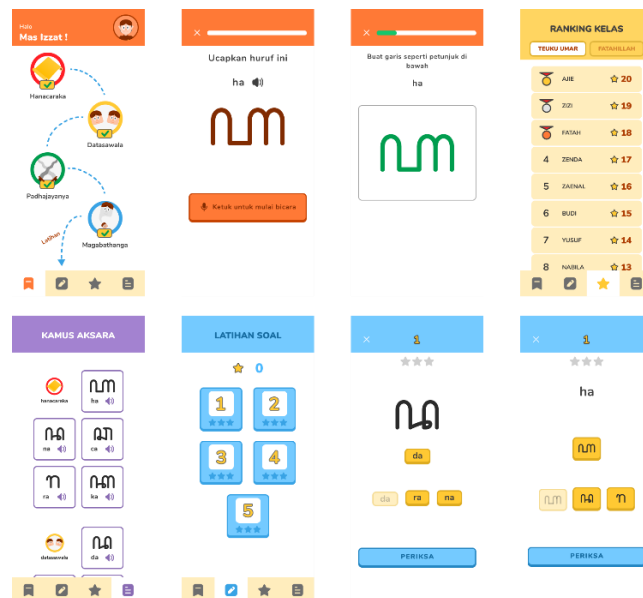 Halo
Mas Izzat !
Hanacaraka
Datasawala
Padhajayanya
Magabathanga
Latihan
×
Ucapkan huruf ini
ha
ꦲ
Ketuk untuk mulai bicara
×
Buat garis seperti petunjuk di
bawah
ha
ꦲ
RANKING KELAS
TEUKU UMAR FATAHILLAH
AJIE 20
ZIZI 19
FATAH 18
4 ZENDA 17
5 ZAENAL 16
6 BUDI 15
7 YUSUF 14
8 NABILA 13
KAMUS AKSARA
hanacaraka
ꦲ
ha
ꦤ ꦕ
na ca
ꦫ ꦏ
ra ka
datasawala
ꦢ
da
LATIHAN SOAL
0
1 2
3 4
5
×
1
ꦢ
da
da ra na
PERIKSA
×
1
ha
ꦲ
ꦲ ꦤ ꦫ
PERIKSA